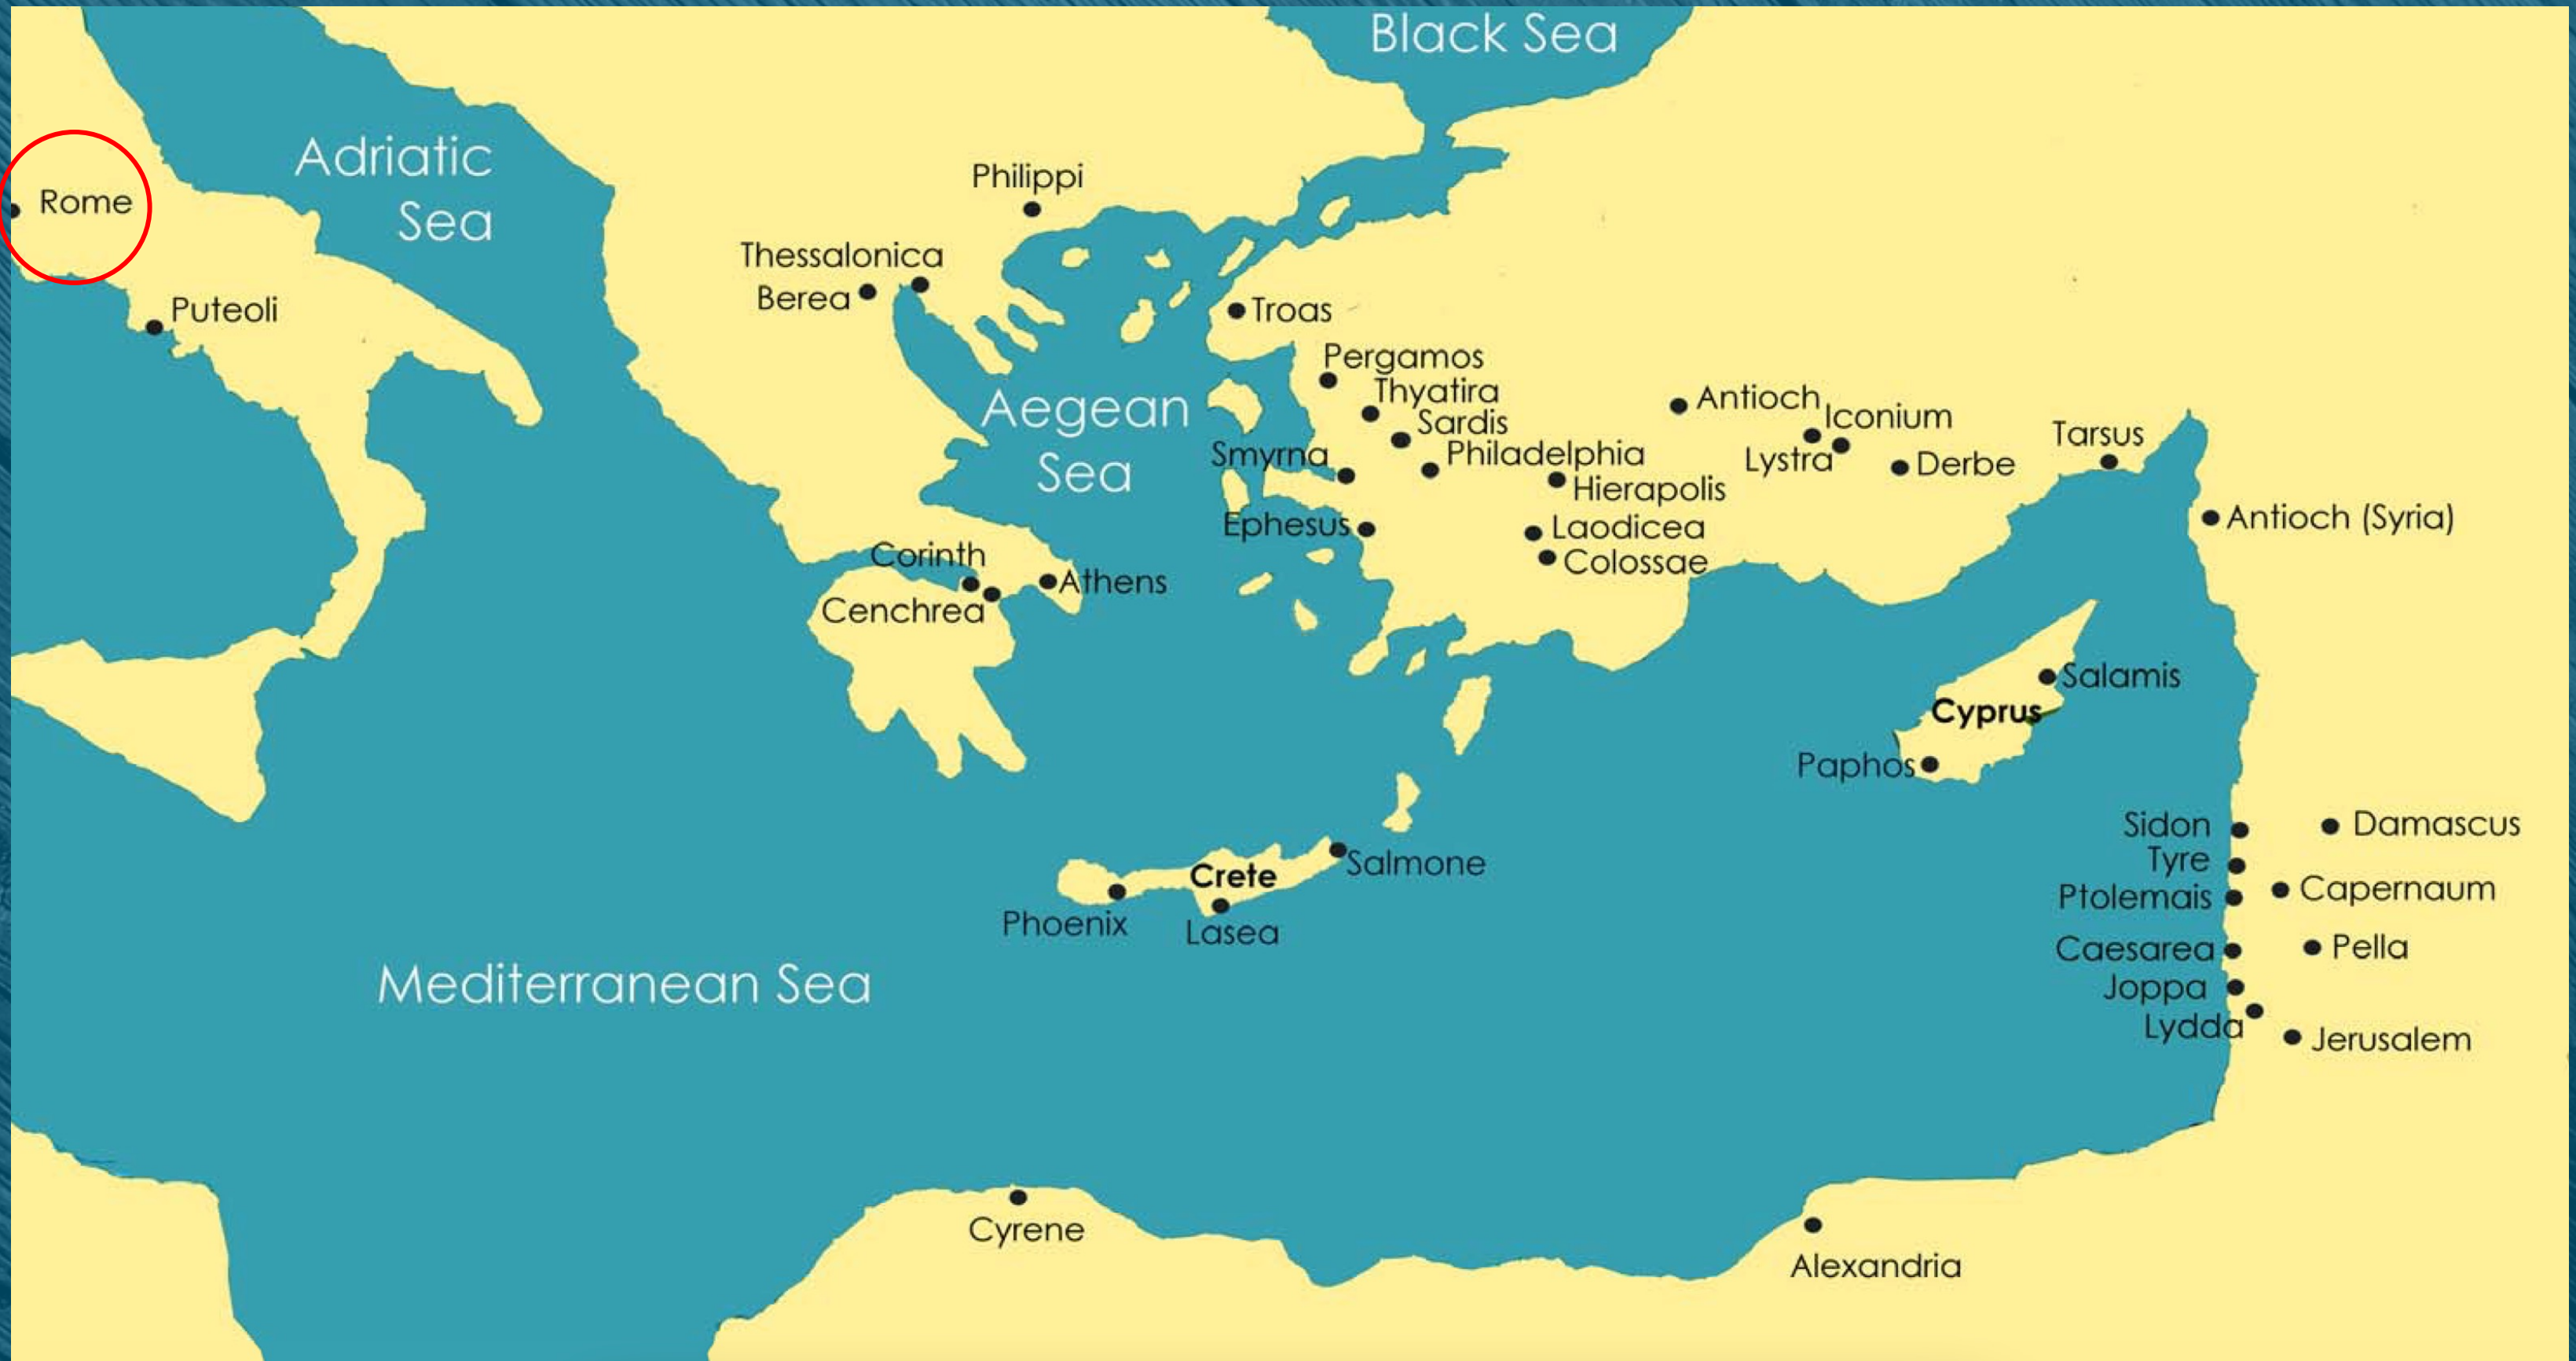 Black Sea
Adriatic
Sea
Rome
Puteoli
Philippi
Thessalonica
Berea
Troas
Pergamos
Thyatira
Sardis
Aegean
Sea
Smyrna
Philadelphia
Hierapolis
Ephesus
Laodicea
Colossae
Antioch
Iconium
Lystra
Derbe
Tarsus
Antioch (Syria)
Corinth
Cenchrea
Athens
Salamis
Cyprus
Paphos
Sidon
Damascus
Tyre
Ptolemais
Capernaum
Caesarea
Pella
Joppa
Lydda
Jerusalem
Crete
Salmone
Phoenix
Lasea
Mediterranean Sea
Cyrene
Alexandria